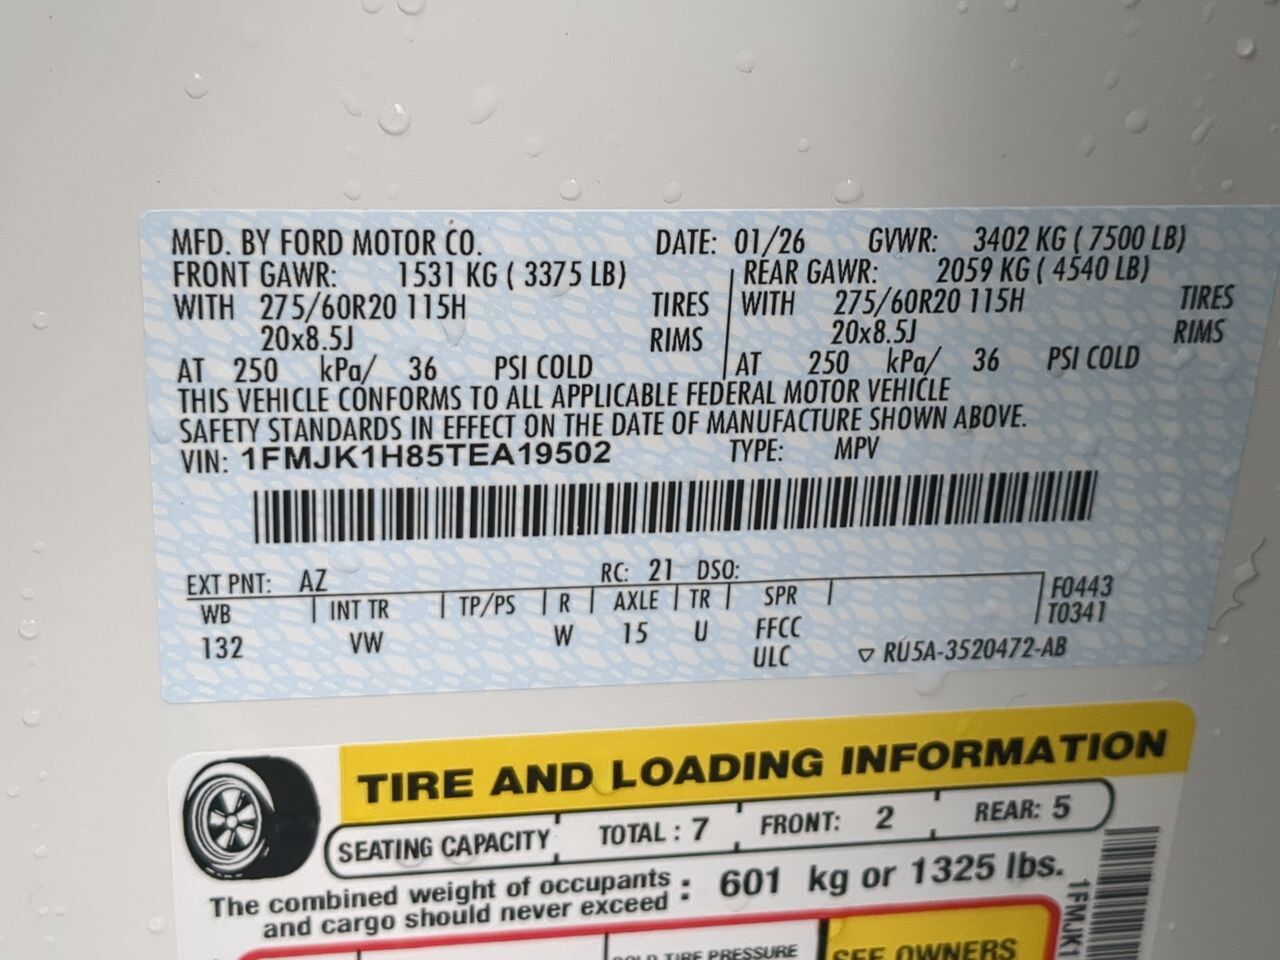 MFD. BY FORD MOTOR CO. DATE: 01/26 GVWR: 3402 KG ( 7500 LB)
FRONT GAWR: 1531 KG ( 3375 LB) REAR GAWR: 2059 KG ( 4540 LB)
WITH 275/60R20 115H TIRES WITH 275/60R20 115H TIRES
20x8.5J RIMS 20x8.5J RIMS
AT 250 kPa/ 36 PSI COLD AT 250 kPa/ 36 PSI COLD
THIS VEHICLE CONFORMS TO ALL APPLICABLE FEDERAL MOTOR VEHICLE
SAFETY STANDARDS IN EFFECT ON THE DATE OF MANUFACTURE SHOWN ABOVE.
VIN: 1FMJK1H85TEA19502 TYPE: MPV
EXT PNT: AZ RC: 21 DSO:
WB INT TR TP/PS R AXLE TR SPR F0443
T0341
132 VW W 15 U FFCC
ULC RU5A-3520472-AB
TIRE AND LOADING INFORMATION
SEATING CAPACITY TOTAL : 7 FRONT: 2 REAR: 5
The combined weight of occupants : 601 kg or 1325 lbs.
and cargo should never exceed
TIRE PRESSURE SEE OWNERS
1FMJK1